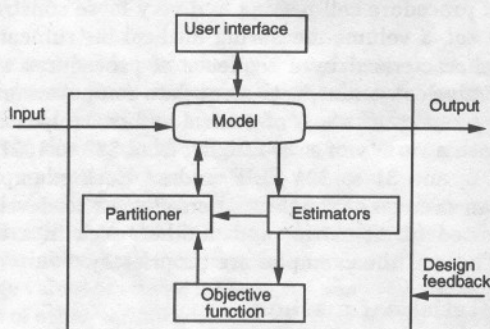 User interface
Input
Model
Output
Partitioner
Estimators
Objective
function
Design
feedback